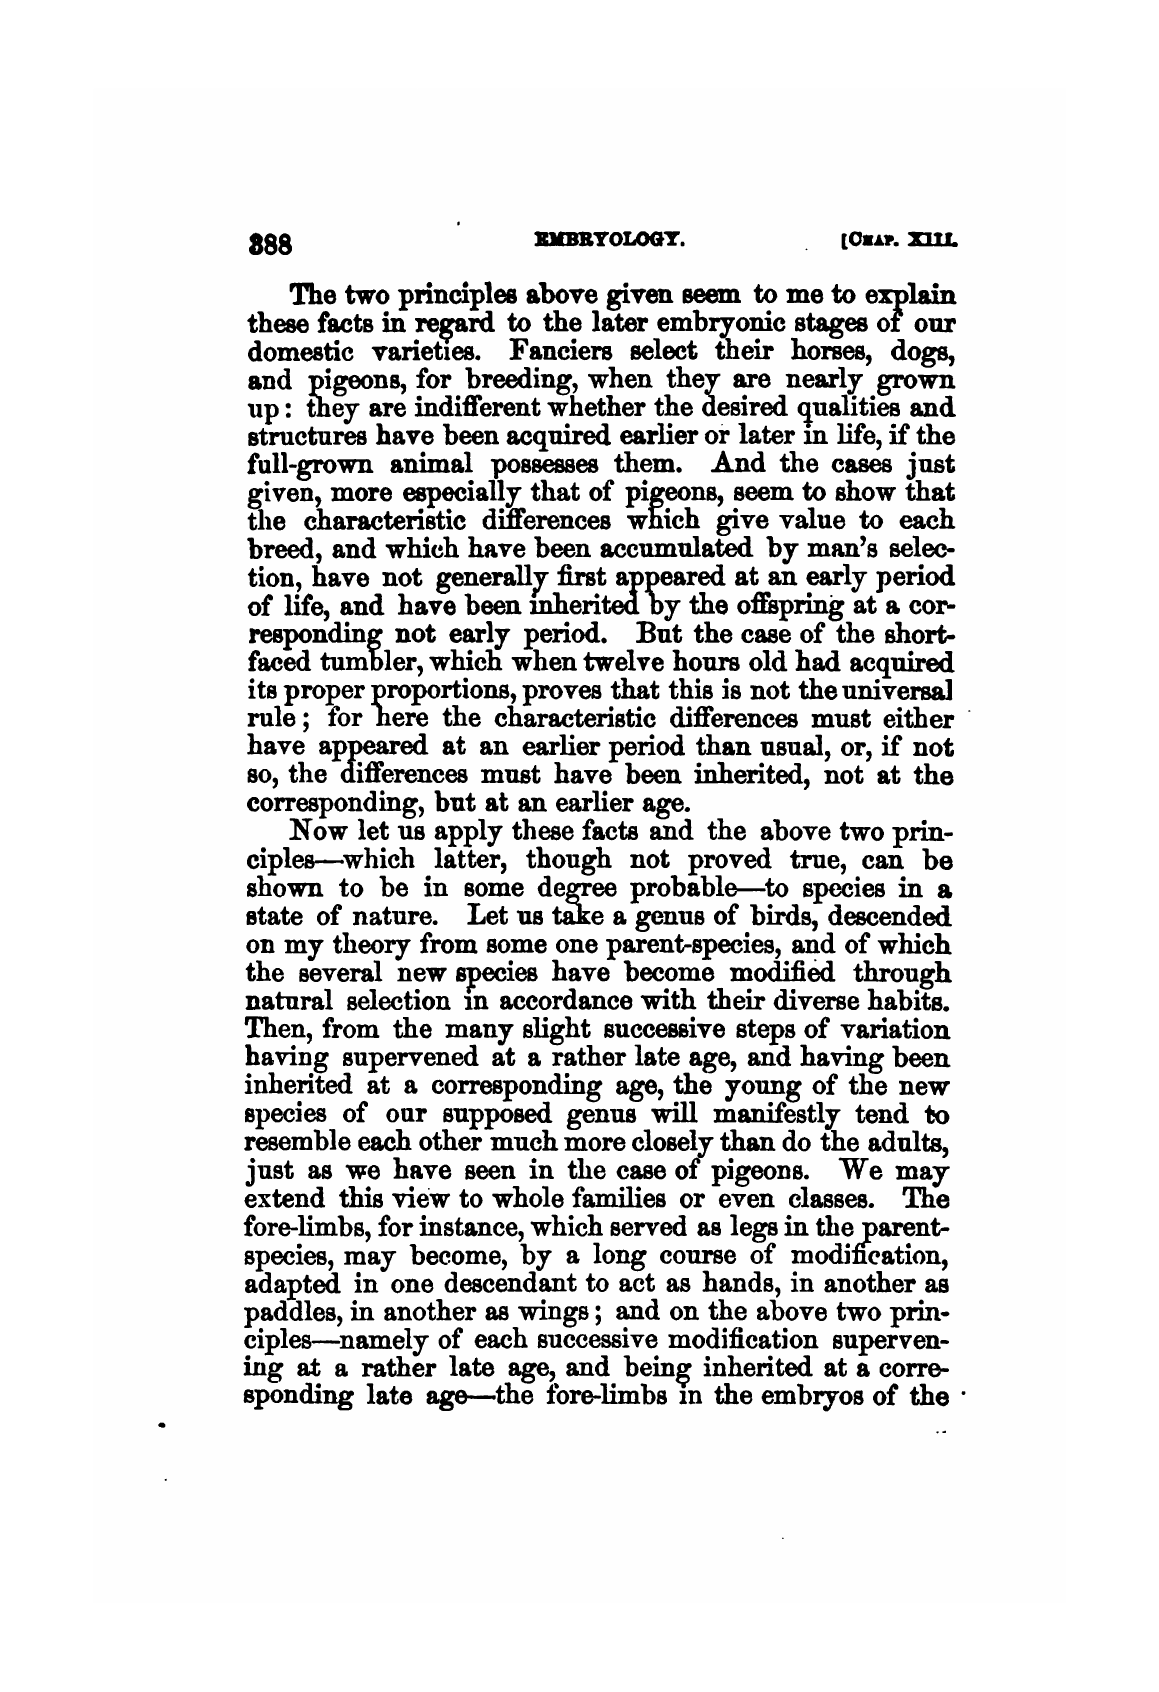 388 EMBRYOLOGY. [CHAP. XIII.
The two principles above given seem to me to explain
these facts in regard to the later embryonic stages of our
domestic varieties. Fanciers select their horses, dogs,
and pigeons, for breeding, when they are nearly grown
up: they are indifferent whether the desired qualities and
structures have been acquired earlier or later in life, if the
full-grown animal possesses them. And the cases just
given, more especially that of pigeons, seem to show that
the characteristic differences which give value to each
breed, and which have been accumulated by man's selec-
tion, have not generally first appeared at an early period
of life, and have been inherited by the offspring at a cor-
responding not early period. But the case of the short-
faced tumbler, which when twelve hours old had acquired
its proper proportions, proves that this is not the universal
rule; for here the characteristic differences must either
have appeared at an earlier period than usual, or, if not
so, the differences must have been inherited, not at the
corresponding, but at an earlier age.
Now let us apply these facts and the above two prin-
ciples—which latter, though not proved true, can be
shown to be in some degree probable—to species in a
state of nature. Let us take a genus of birds, descended
on my theory from some one parent-species, and of which
the several new species have become modified through
natural selection in accordance with their diverse habits.
Then, from the many slight successive steps of variation
having supervened at a rather late age, and having been
inherited at a corresponding age, the young of the new
species of our supposed genus will manifestly tend to
resemble each other much more closely than do the adults,
just as we have seen in the case of pigeons. We may
extend this view to whole families or even classes. The
fore-limbs, for instance, which served as legs in the parent-
species, may become, by a long course of modification,
adapted in one descendant to act as hands, in another as
paddles, in another as wings; and on the above two prin-
ciples—namely of each successive modification superven-
ing at a rather late age, and being inherited at a corre-
sponding late age—the fore-limbs in the embryos of the